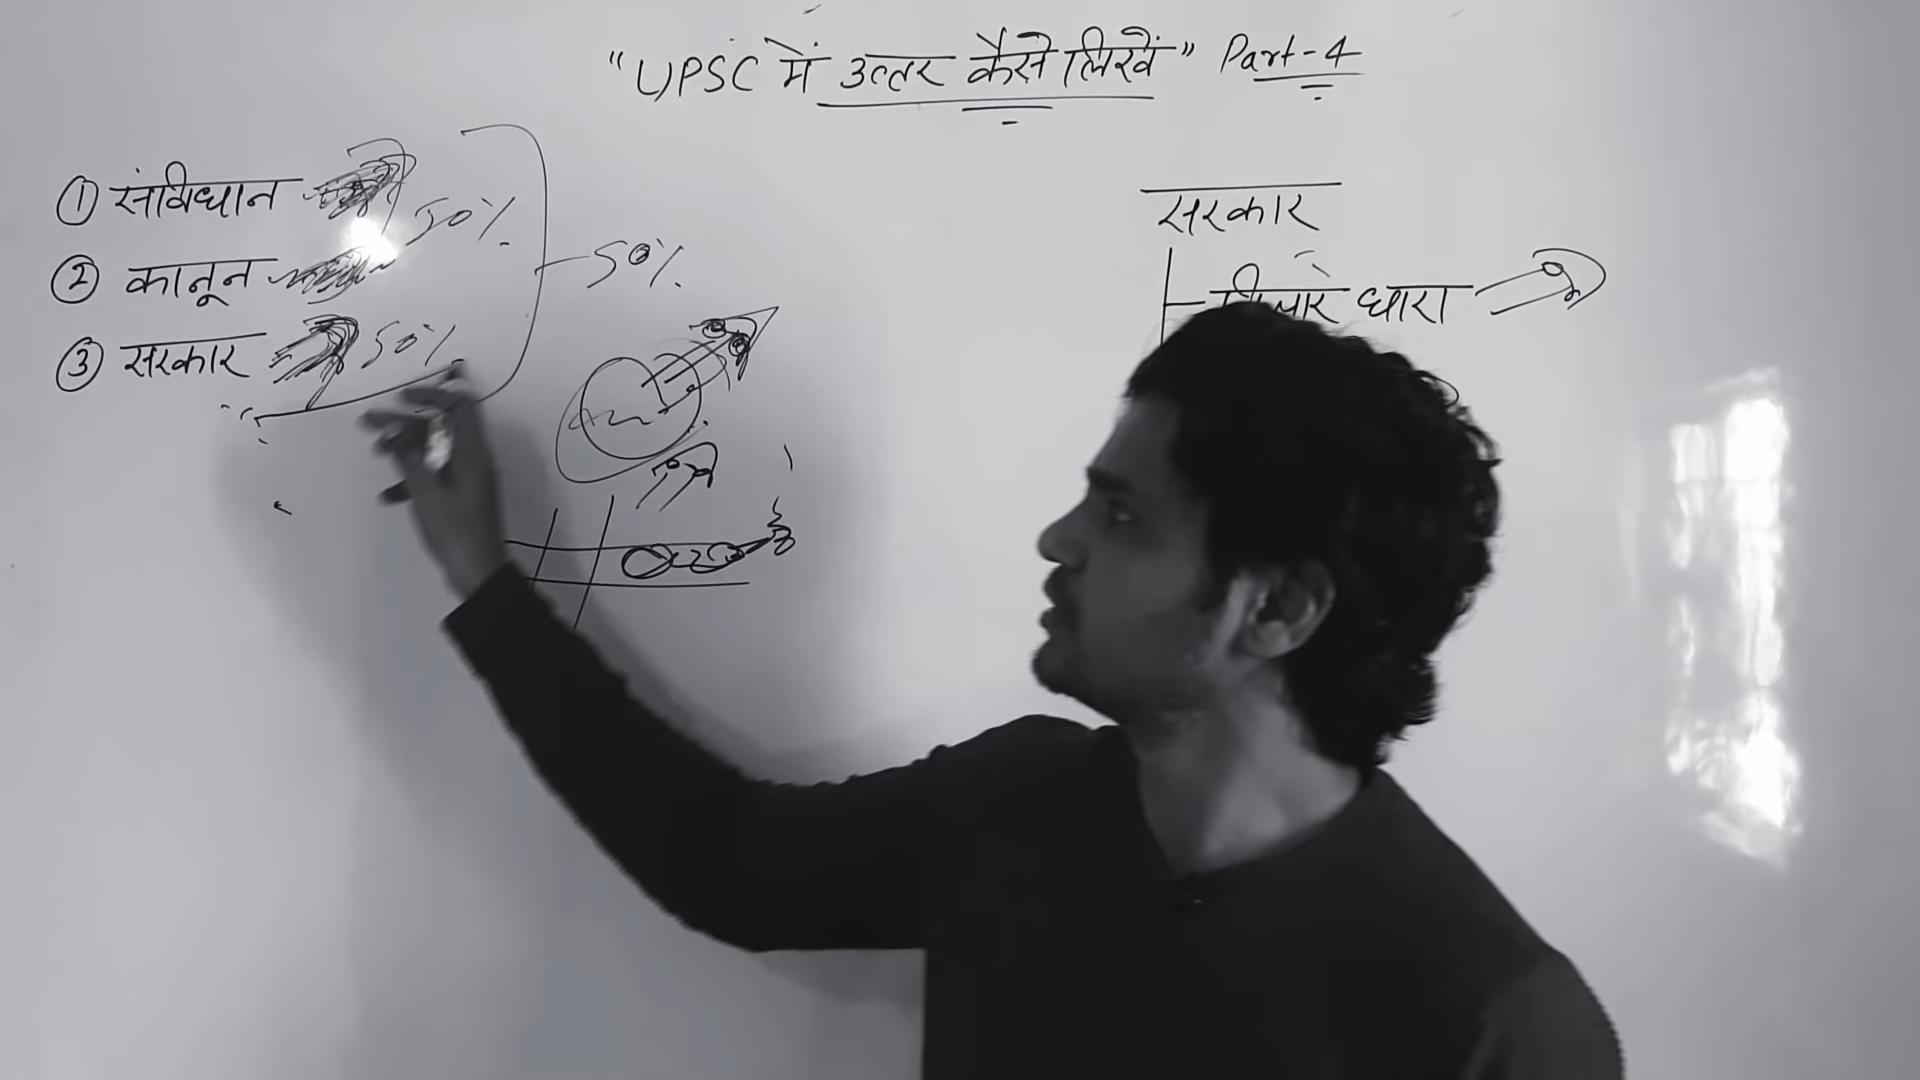 "UPSC में उत्तर कैसे लिखें" Part-4
① संविधान 50%
② कानून 50%
③ सरकार 50%
सरकार
विचार धारा